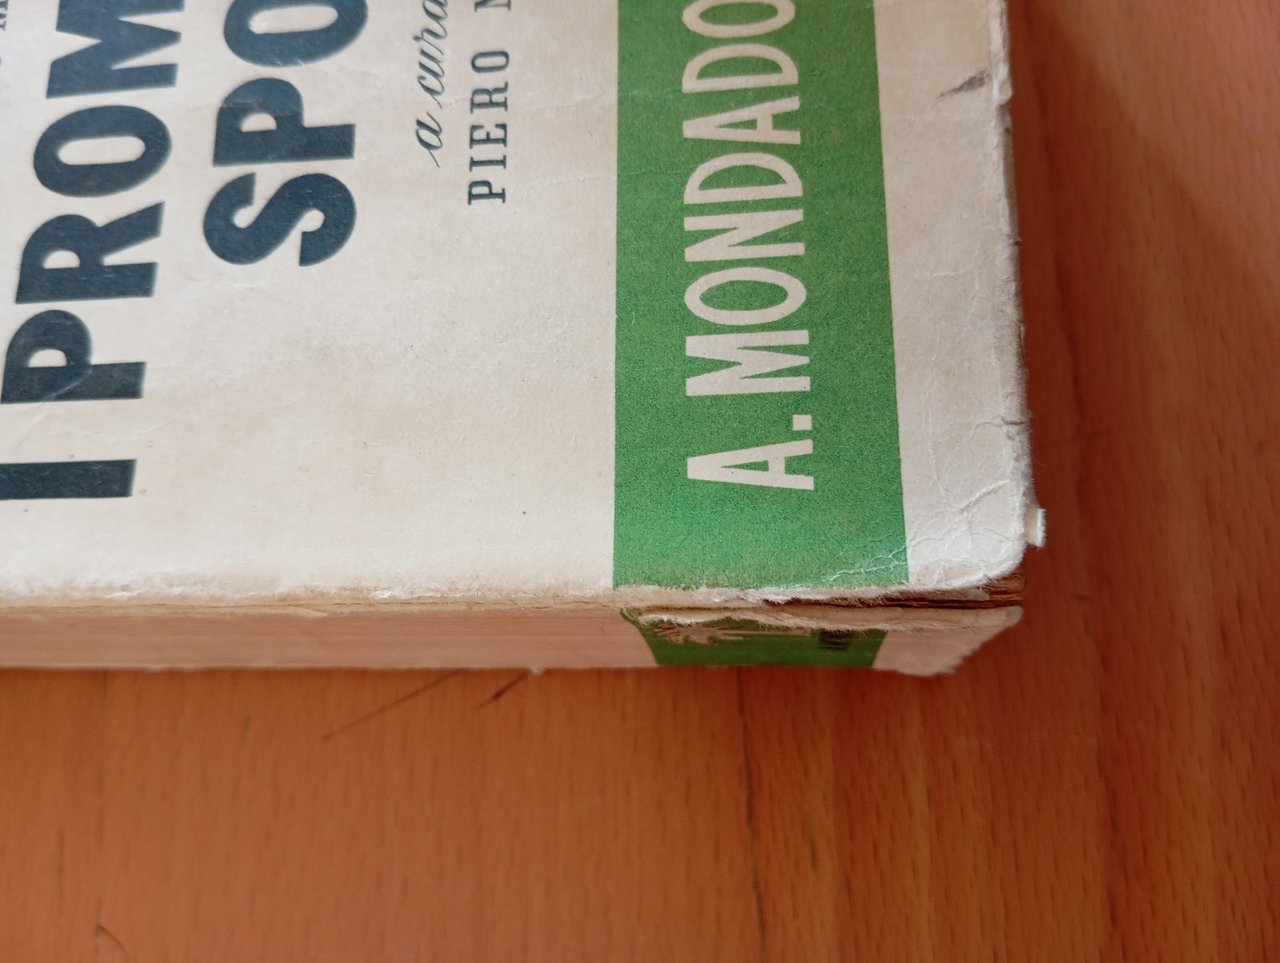 I PROM
SPO
a cura
PIERO N
A. MONDADO